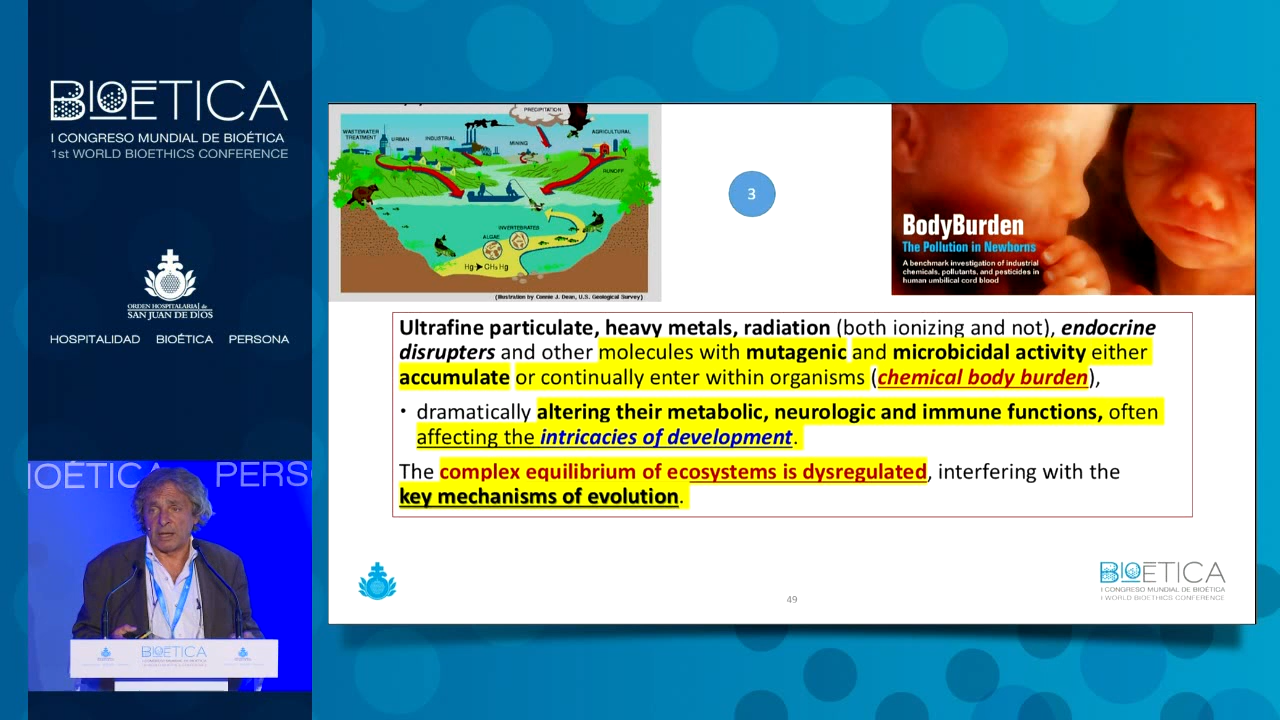 BIOETICA
I CONGRESO MUNDIAL DE BIOÉTICA
1st WORLD BIOETHICS CONFERENCE
ORDEN HOSPITALARIA de
SAN JUAN DE DIOS
HOSPITALIDAD BIOÉTICA PERSONA
IOÉTICA PERS
BIOETICA
PRECIPITATION
WASTEWATER
TREATMENT
URBAN
INDUSTRIAL
MINING
AGRICULTURAL
RUNOFF
INVERTEBRATES
ALGAE
Hg CH₃ Hg
(Illustration by Connie J. Dean, U.S. Geological Survey)
3
BodyBurden
The Pollution in Newborns
A benchmark investigation of industrial
chemicals, pollutants, and pesticides in
human umbilical cord blood
Ultrafine particulate, heavy metals, radiation (both ionizing and not), endocrine
disrupters and other molecules with mutagenic and microbicidal activity either
accumulate or continually enter within organisms (chemical body burden),
• dramatically altering their metabolic, neurologic and immune functions, often
affecting the intricacies of development.
The complex equilibrium of ecosystems is dysregulated, interfering with the
key mechanisms of evolution.
49
BIOETICA
I CONGRESO MUNDIAL DE BIOÉTICA
I WORLD BIOETHICS CONFERENCE